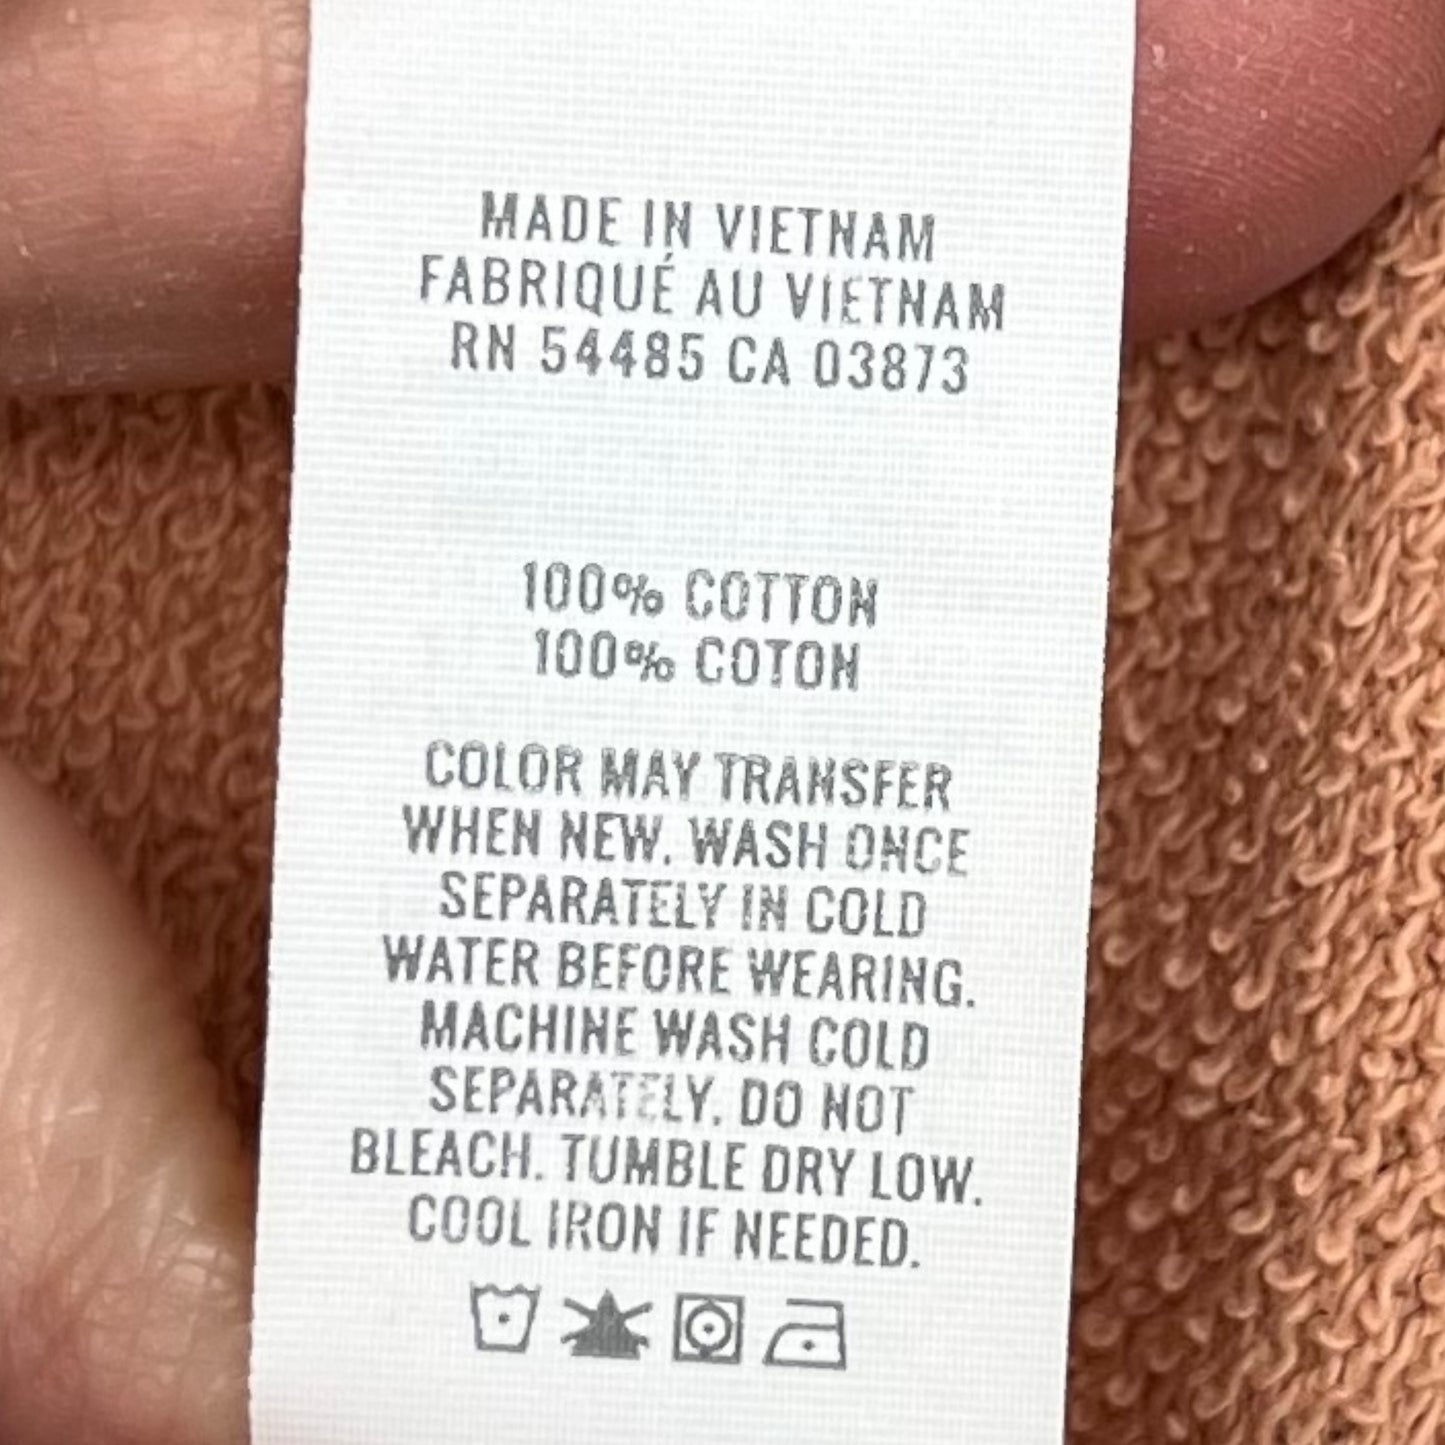 MADE IN VIETNAM
FABRIQUÉ AU VIETNAM
RN 54485 CA 03873
100% COTTON
100% COTON
COLOR MAY TRANSFER
WHEN NEW. WASH ONCE
SEPARATELY IN COLD
WATER BEFORE WEARING.
MACHINE WASH COLD
SEPARATELY. DO NOT
BLEACH. TUMBLE DRY LOW.
COOL IRON IF NEEDED.